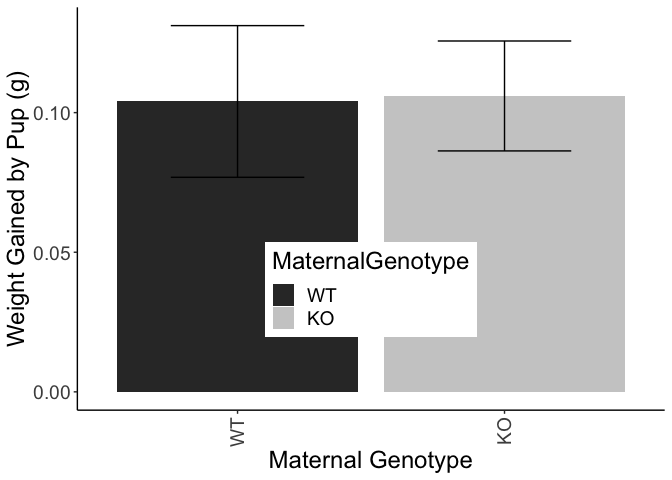 Weight Gained by Pup (g)
0.10
0.05
0.00
MaternalGenotype
WT
KO
WT
KO
Maternal Genotype